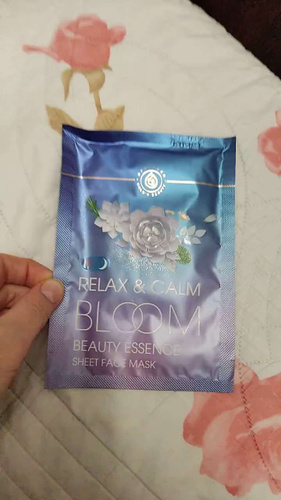 RELAX & CALM
BLOOM
BEAUTY ESSENCE
SHEET FACE MASK